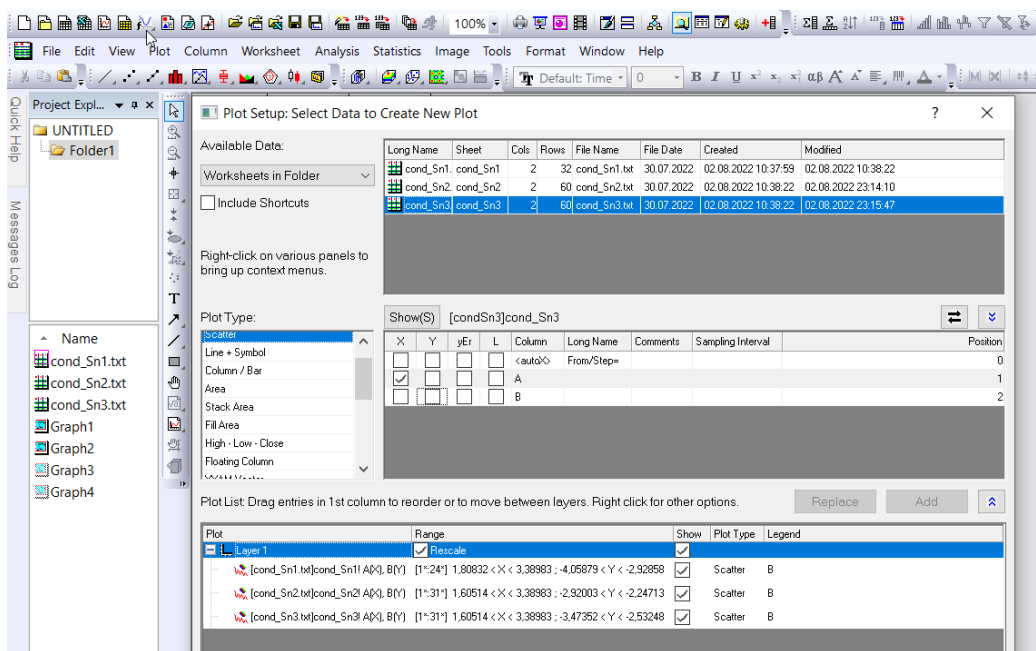 100%
File Edit View Plot Column Worksheet Analysis Statistics Image Tools Format Window Help
Default: Time 0 B I U x² x₂ αβ A A A
Quick Help
Messages Log
Project Expl...
UNTITLED
Folder1
Name
cond_Sn1.txt
cond_Sn2.txt
cond_Sn3.txt
Graph1
Graph2
Graph3
Graph4
T
Plot Setup: Select Data to Create New Plot ? ×
Available Data:
Worksheets in Folder
Include Shortcuts
Right-click on various panels to
bring up context menus.
Long Name Sheet Cols Rows File Name File Date Created Modified
cond_Sn1. cond_Sn1 2 32 cond_Sn1.txt 30.07.2022 02.08.2022 10:37:59 02.08.2022 10:38:22
cond_Sn2. cond_Sn2 2 60 cond_Sn2.txt 30.07.2022 02.08.2022 10:38:22 02.08.2022 23:14:10
cond_Sn3. cond_Sn3 2 60 cond_Sn3.txt 30.07.2022 02.08.2022 10:38:22 02.08.2022 23:15:47
Plot Type:
Scatter
Line + Symbol
Column / Bar
Area
Stack Area
Fill Area
High - Low - Close
Floating Column
Show(S) [condSn3]cond_Sn3
X Y yEr L Column Long Name Comments Sampling Interval Position
<autoX> From/Step= 0
A 1
B 2
Plot List: Drag entries in 1st column to reorder or to move between layers. Right click for other options. Replace Add
Plot Range Show Plot Type Legend
Layer 1 Rescale
[cond_Sn1.txt]cond_Sn1! A(X), B(Y) [1*:24*] 1,80832 < X < 3,38983 ; -4,05879 < Y < -2,92858 Scatter B
[cond_Sn2.txt]cond_Sn2! A(X), B(Y) [1*:31*] 1,60514 < X < 3,38983 ; -2,92003 < Y < -2,24713 Scatter B
[cond_Sn3.txt]cond_Sn3! A(X), B(Y) [1*:31*] 1,60514 < X < 3,38983 ; -3,47352 < Y < -2,53248 Scatter B